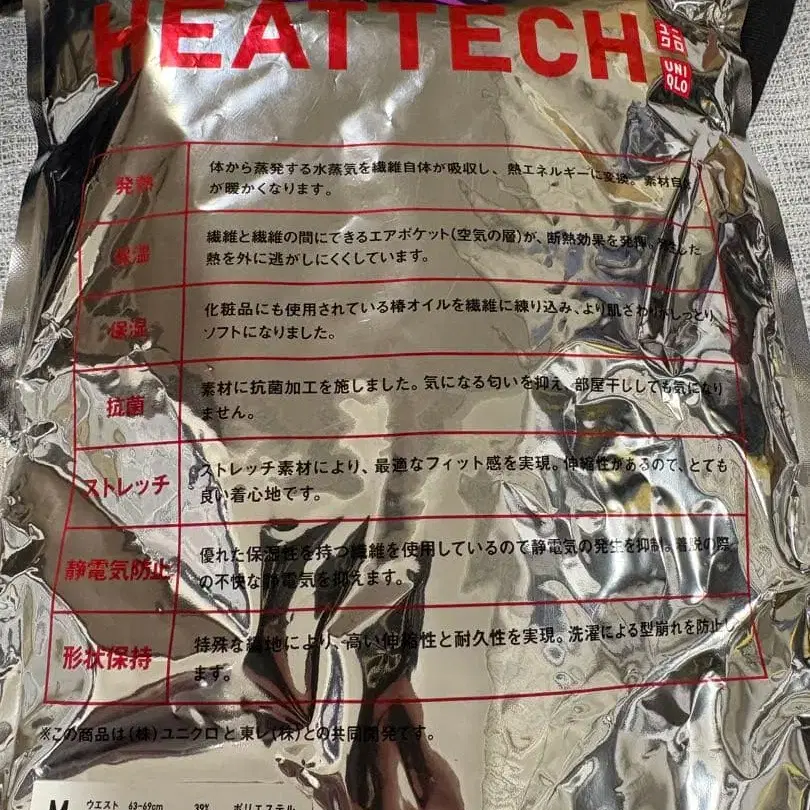 HEATTECH
ユニ
クロ
UNI
QLO
発熱
体から蒸発する水蒸気を繊維自体が吸収し、熱エネルギーに変換。素材自体
が暖かくなります。
保温
繊維と繊維の間にできるエアポケット(空気の層)が、断熱効果を発揮。
熱を外に逃がしにくくしています。
保湿
化粧品にも使用されている椿オイルを繊維に練り込み、より肌ざわりがしっとり、
ソフトになりました。
抗菌
素材に抗菌加工を施しました。気になる匂いを抑え、部屋干ししても気になり
ません。
ストレッチ
ストレッチ素材により、最適なフィット感を実現。伸縮性があるので、とても
良い着心地です。
静電気防止
優れた保湿性を持つ繊維を使用しているので静電気の発生を抑制。着脱の際
の不快な静電気を抑えます。
形状保持
特殊な編地により、高い伸縮性と耐久性を実現。洗濯による型崩れを防止し
ます。
※この商品は(株)ユニクロと東レ(株)との共同開発です。
M ウエスト 63-69cm 39% ポリエステル